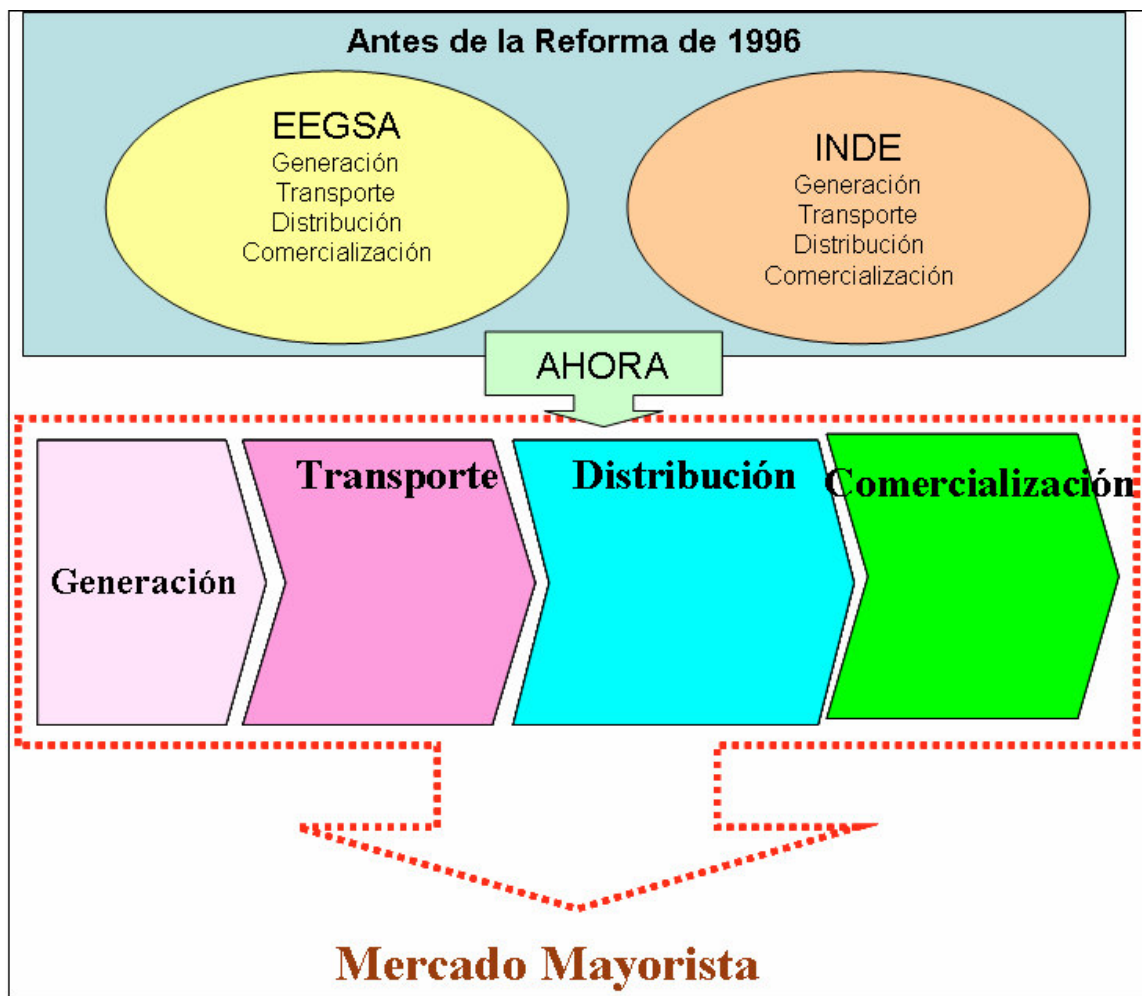 Antes de la Reforma de 1996
EEGSA
Generación
Transporte
Distribución
Comercialización
INDE
Generación
Transporte
Distribución
Comercialización
AHORA
Generación
Transporte
Distribución
Comercialización
Mercado Mayorista